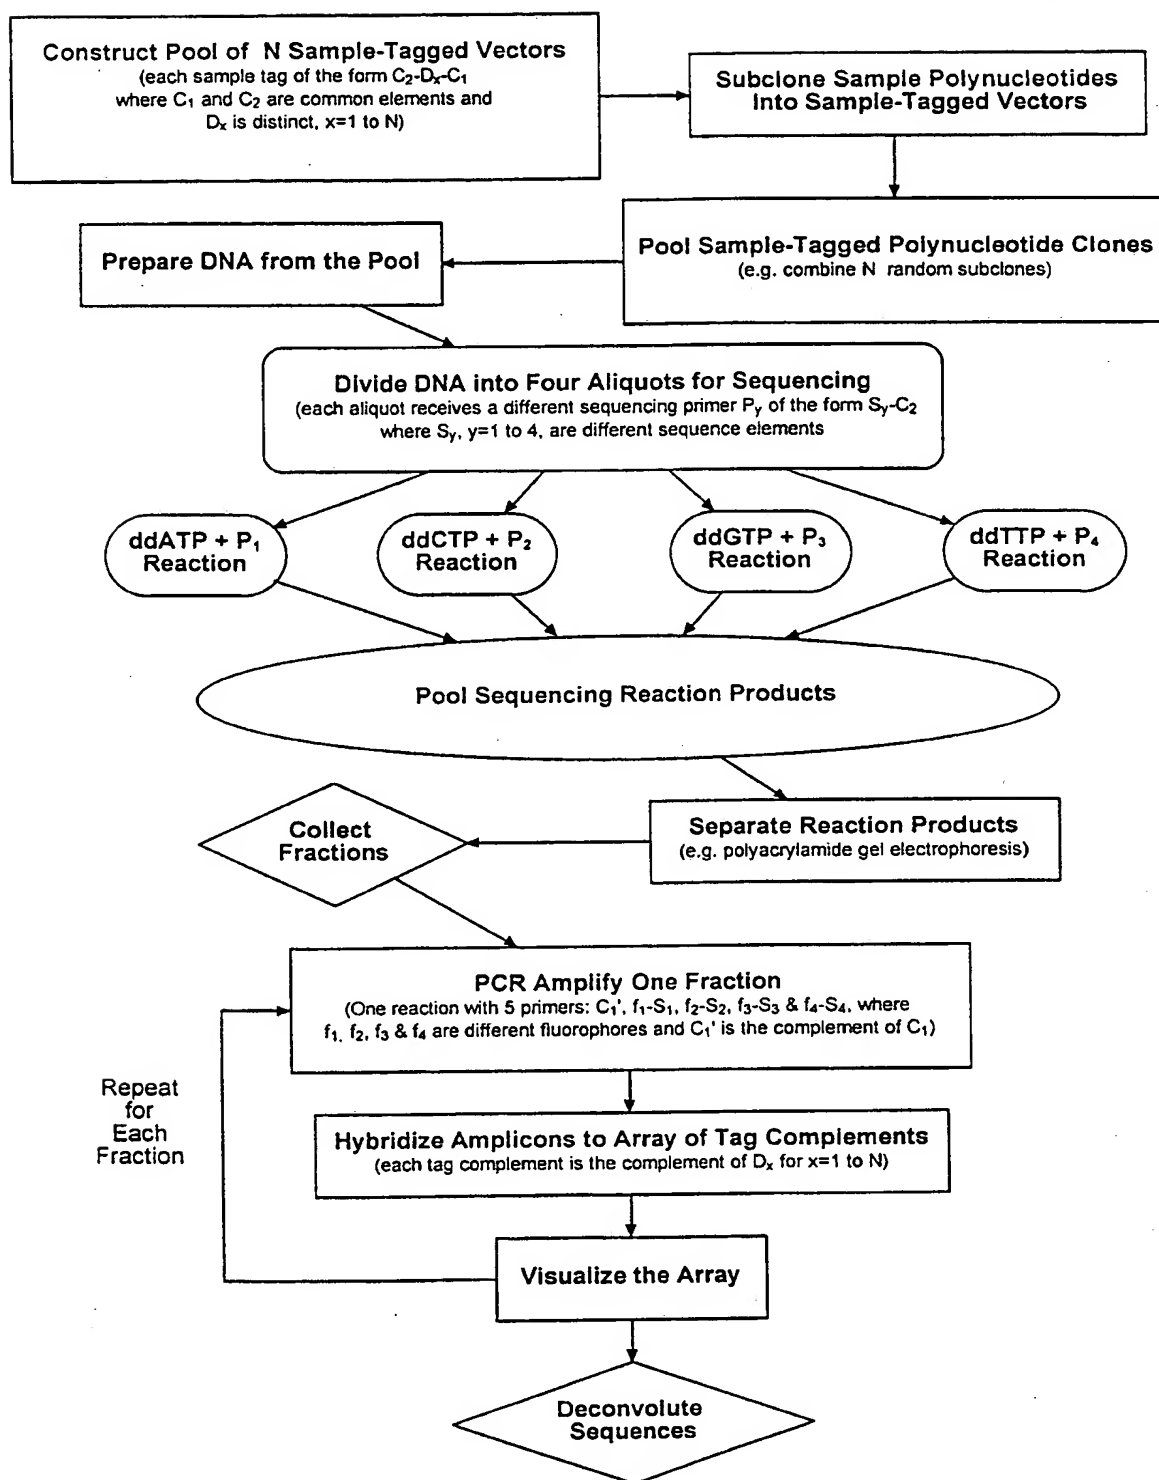 Construct Pool of N Sample-Tagged Vectors
(each sample tag of the form C₂-Dₓ-C₁
where C₁ and C₂ are common elements and
Dₓ is distinct, x=1 to N)
Subclone Sample Polynucleotides
Into Sample-Tagged Vectors
Pool Sample-Tagged Polynucleotide Clones
(e.g. combine N random subclones)
Prepare DNA from the Pool
Divide DNA into Four Aliquots for Sequencing
(each aliquot receives a different sequencing primer Pᵧ of the form Sᵧ-C₂
where Sᵧ, y=1 to 4, are different sequence elements
ddATP + P₁
Reaction
ddCTP + P₂
Reaction
ddGTP + P₃
Reaction
ddTTP + P₄
Reaction
Pool Sequencing Reaction Products
Separate Reaction Products
(e.g. polyacrylamide gel electrophoresis)
Collect
Fractions
PCR Amplify One Fraction
(One reaction with 5 primers: C₁', f₁-S₁, f₂-S₂, f₃-S₃ & f₄-S₄, where
f₁, f₂, f₃ & f₄ are different fluorophores and C₁' is the complement of C₁)
Repeat
for
Each
Fraction
Hybridize Amplicons to Array of Tag Complements
(each tag complement is the complement of Dₓ for x=1 to N)
Visualize the Array
Deconvolute
Sequences